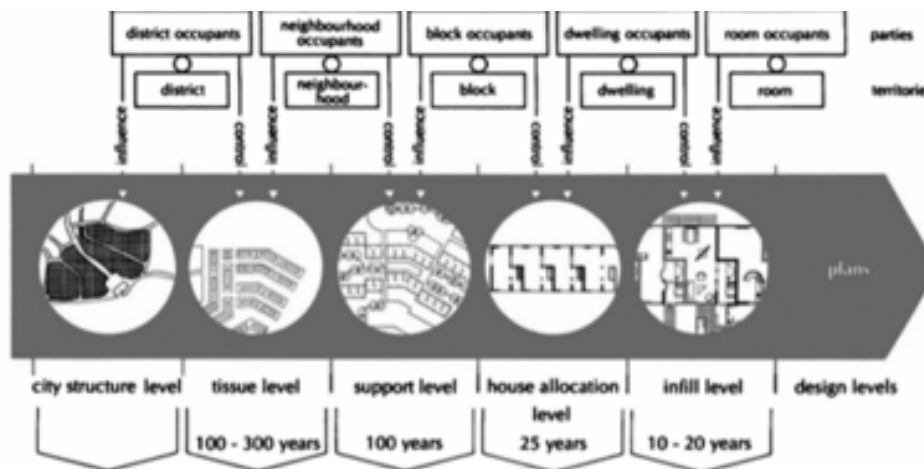 district occupants
neighbourhood
occupants
block occupants
dwelling occupants
room occupants
parties
district
neighbour-
hood
block
dwelling
room
territorie
influence
control
influence
control
influence
control
influence
control
influence
plans
city structure level
tissue level
support level
house allocation
level
infill level
design levels
100 - 300 years
100 years
25 years
10 - 20 years